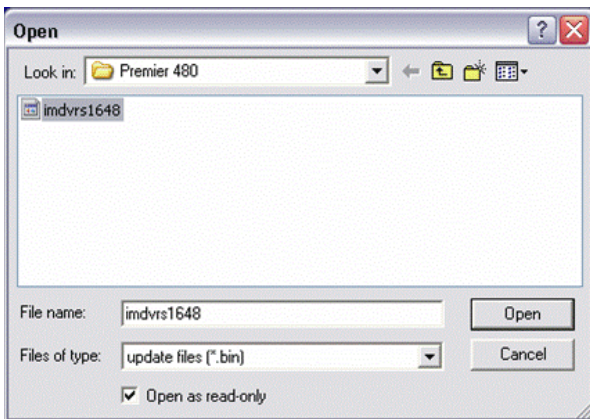 Open
Look in: Premier 480
imdvrs1648
File name: imdvrs1648 Open
Files of type: update files (*.bin) Cancel
Open as read-only